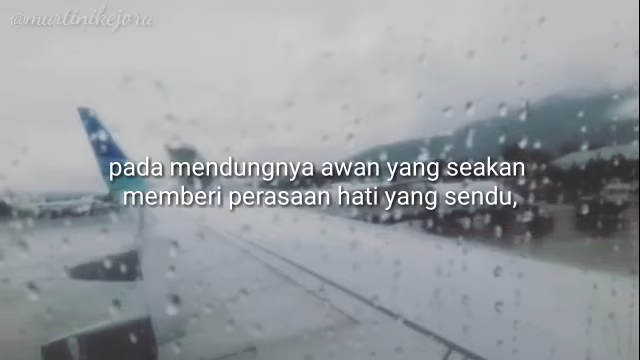 @martinikejora
pada mendungnya awan yang seakan
memberi perasaan hati yang sendu,